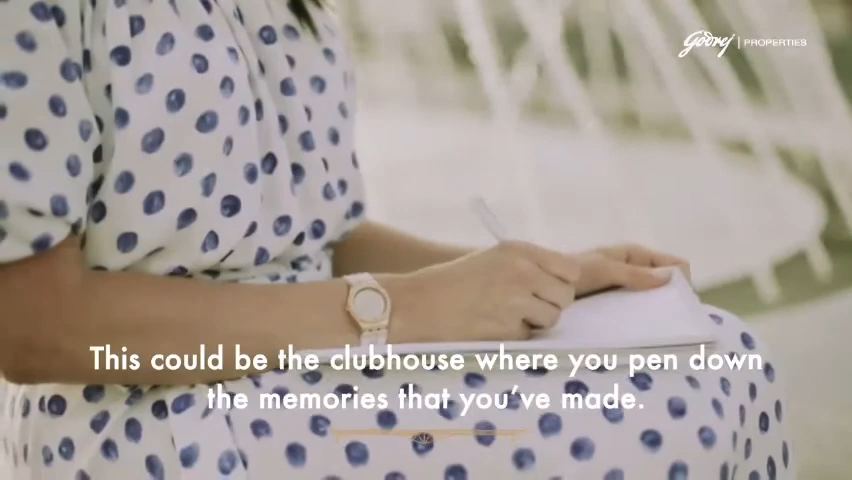 Godrej | PROPERTIES
This could be the clubhouse where you pen down
the memories that you've made.